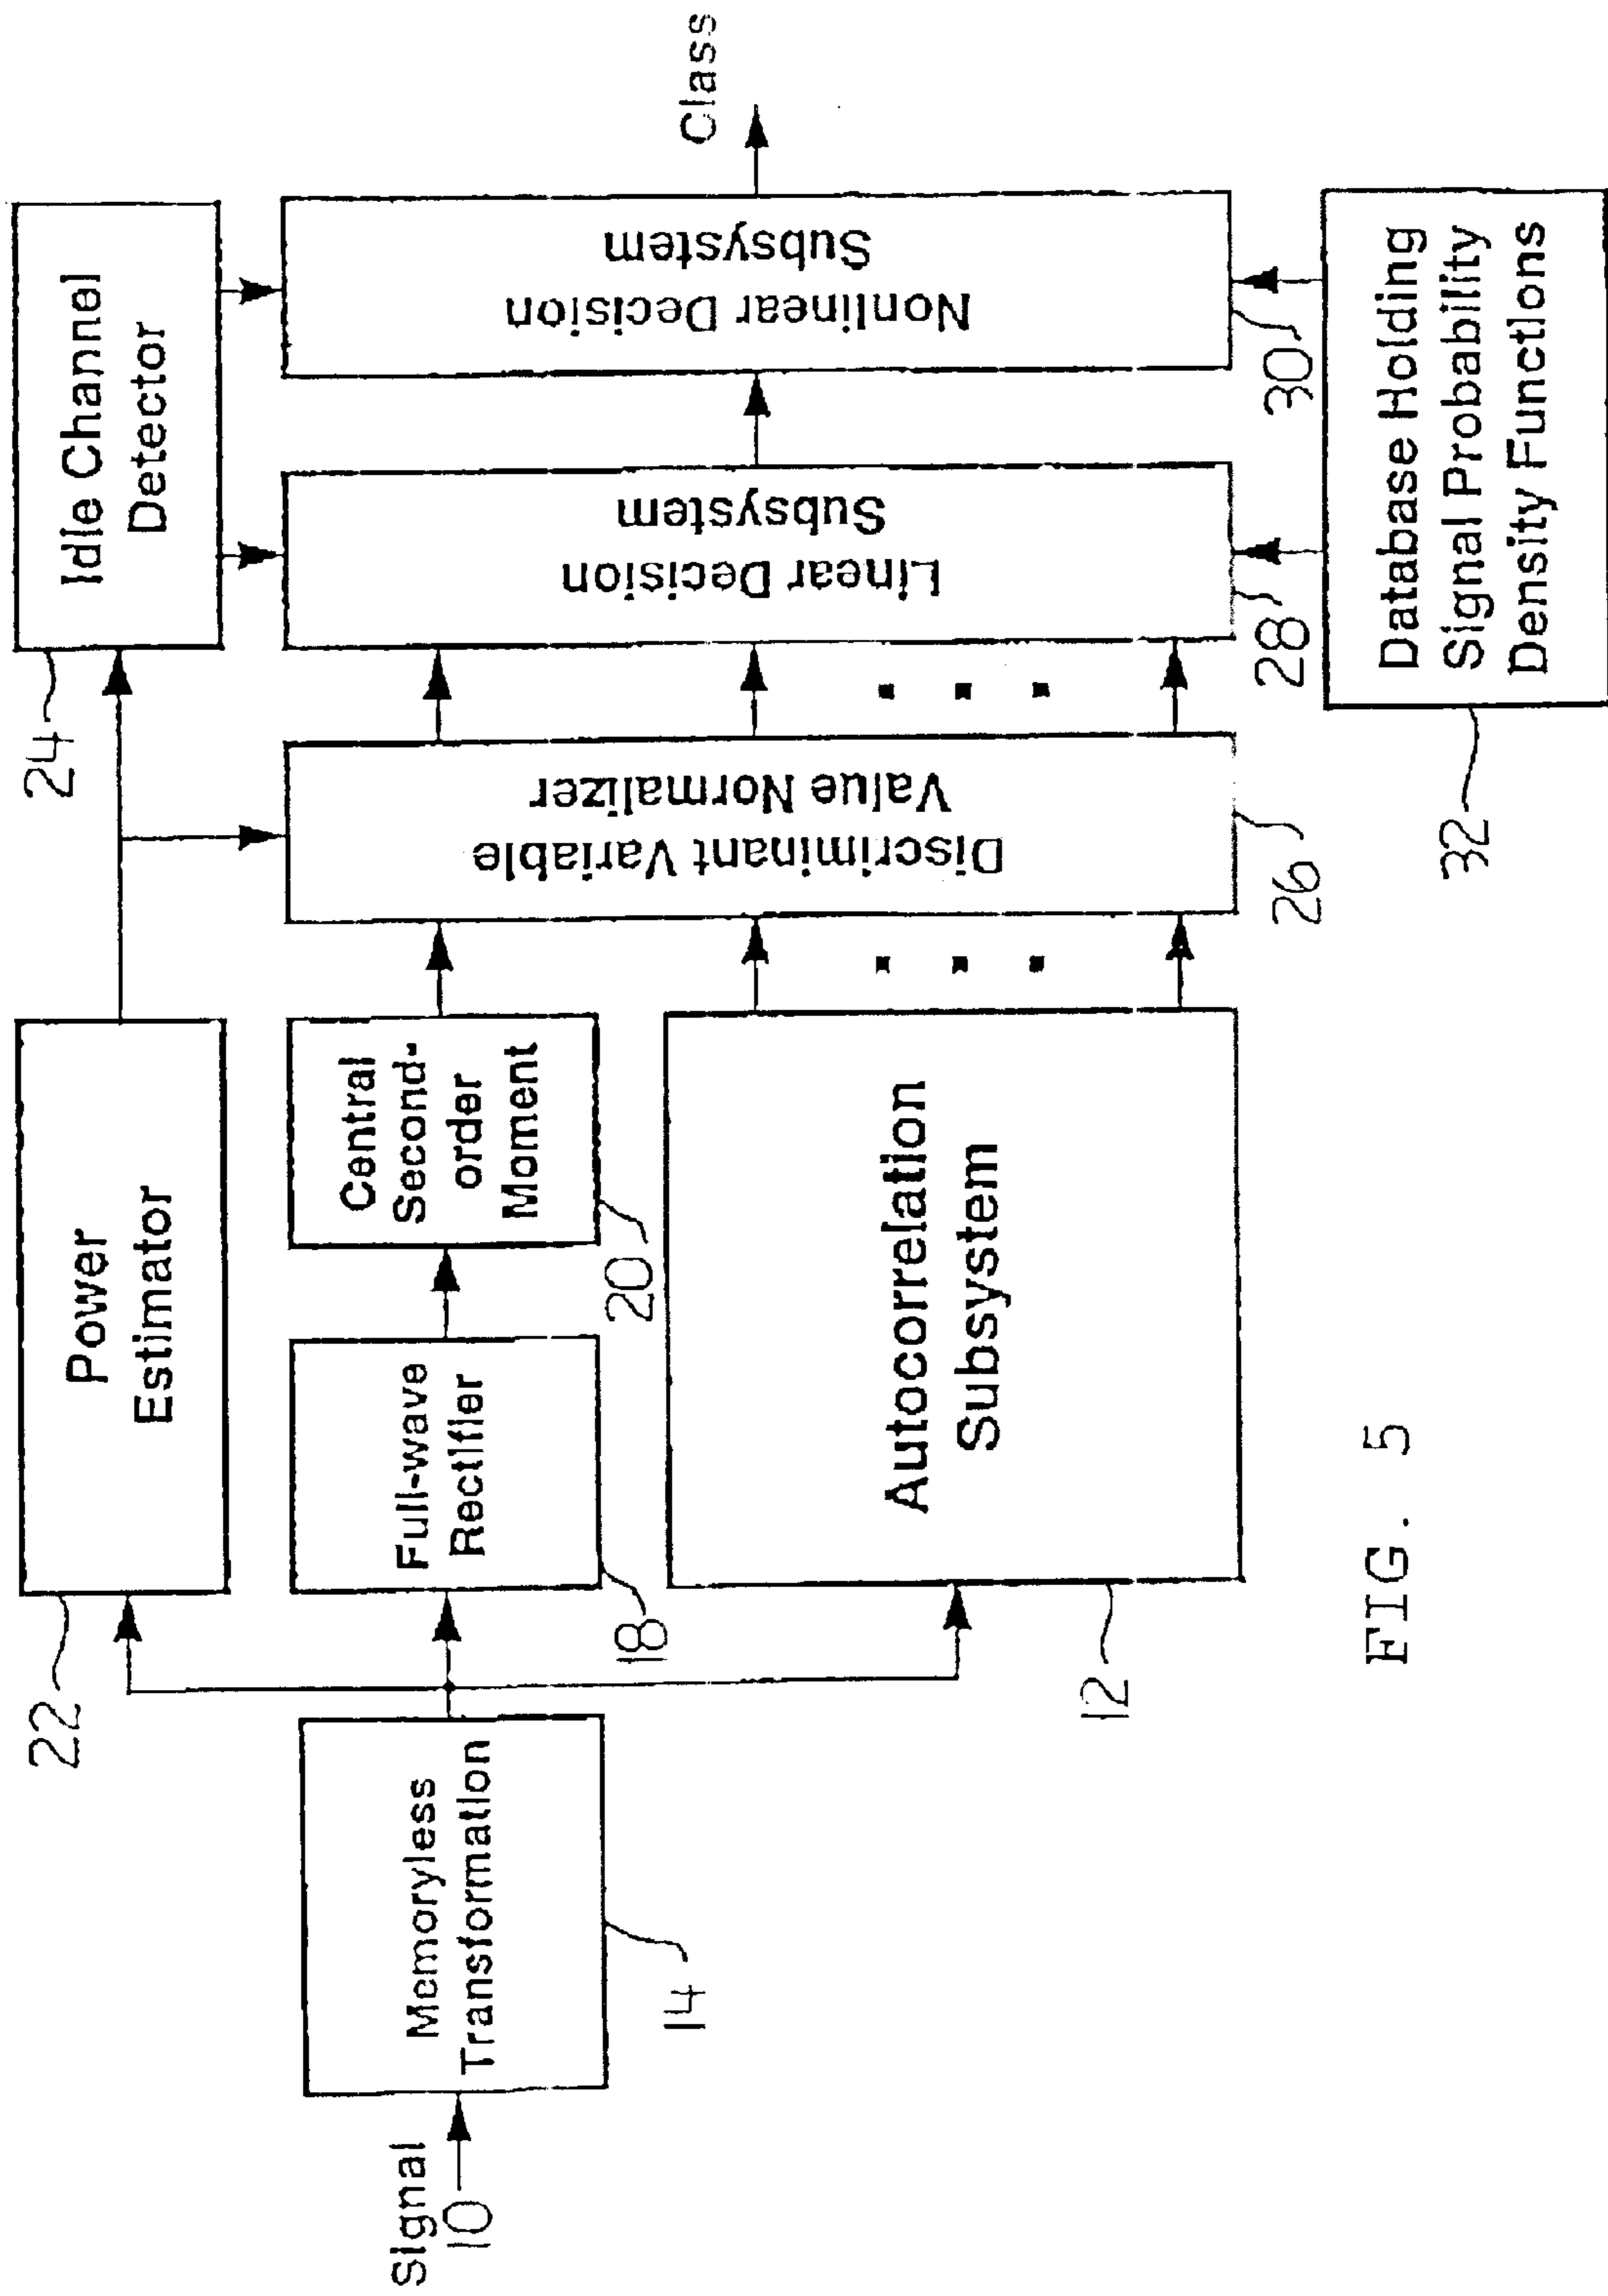 Signal
10
Memoryless
Transformation
14
22
Power
Estimator
Full-wave
Rectifier
18
Central
Second-
order
Moment
20
Autocorrelation
Subsystem
12
Discriminant Variable
Value Normalizer
26
24
Idle Channel
Detector
Linear Decision
Subsystem
28
Nonlinear Decision
Subsystem
30
Class
Database Holding
Signal Probability
Density Functions
32
FIG. 5